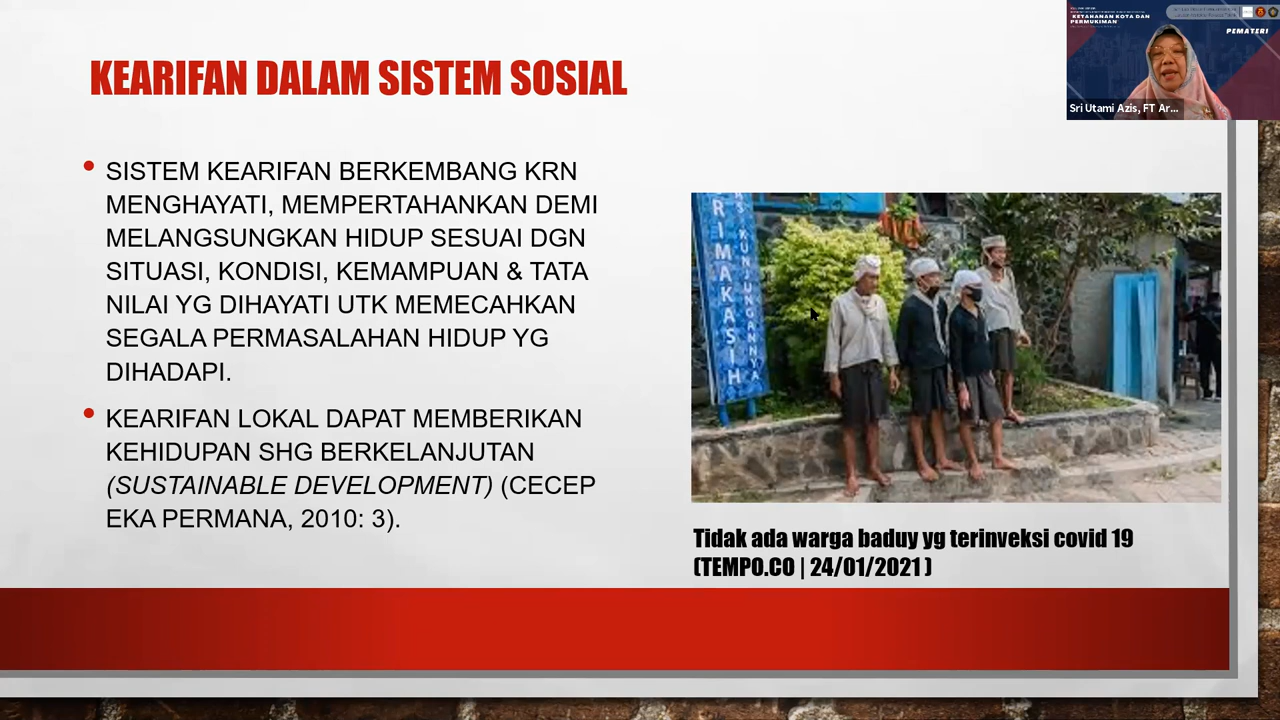 KETAHANAN KOTA DAN
PERMUKIMAN
PEMATERI
Sri Utami Azis, FT Ar...
KEARIFAN DALAM SISTEM SOSIAL
• SISTEM KEARIFAN BERKEMBANG KRN
MENGHAYATI, MEMPERTAHANKAN DEMI
MELANGSUNGKAN HIDUP SESUAI DGN
SITUASI, KONDISI, KEMAMPUAN & TATA
NILAI YG DIHAYATI UTK MEMECAHKAN
SEGALA PERMASALAHAN HIDUP YG
DIHADAPI.
• KEARIFAN LOKAL DAPAT MEMBERIKAN
KEHIDUPAN SHG BERKELANJUTAN
(SUSTAINABLE DEVELOPMENT) (CECEP
EKA PERMANA, 2010: 3).
RIMAKASIH
KUNJUNGANNYA
Tidak ada warga baduy yg terinveksi covid 19
(TEMPO.CO | 24/01/2021 )